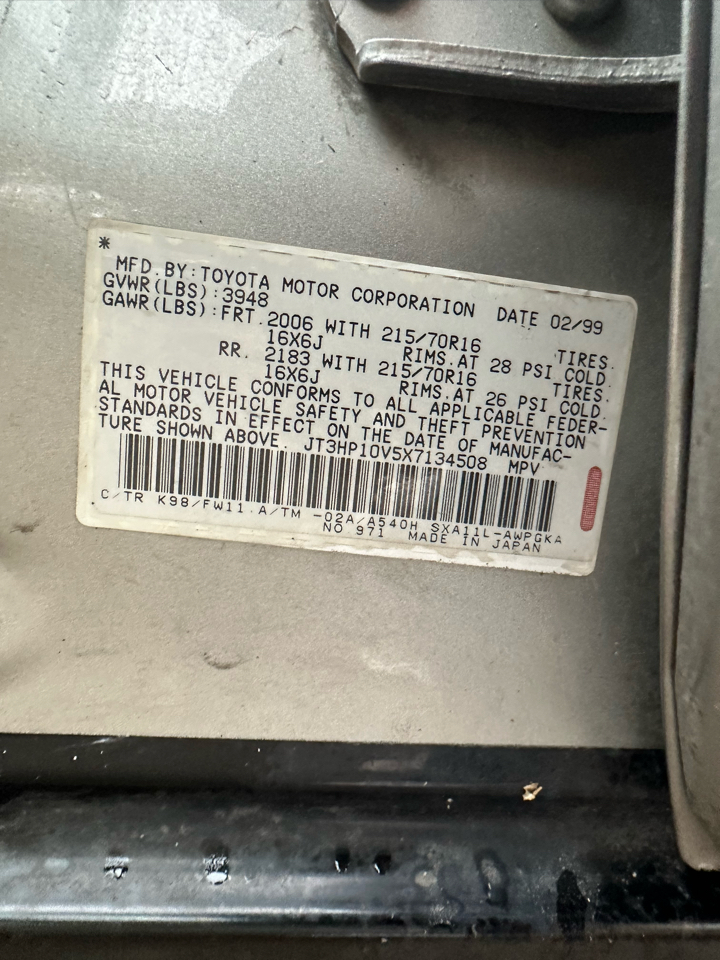 *
MFD.BY:TOYOTA MOTOR CORPORATION DATE 02/99
GVWR(LBS):3948
GAWR(LBS):FRT.2006 WITH 215/70R16 TIRES.
16X6J RIMS.AT 28 PSI COLD.
RR. 2183 WITH 215/70R16 TIRES.
16X6J RIMS.AT 26 PSI COLD.
THIS VEHICLE CONFORMS TO ALL APPLICABLE FEDER-
AL MOTOR VEHICLE SAFETY AND THEFT PREVENTION
STANDARDS IN EFFECT ON THE DATE OF MANUFAC-
TURE SHOWN ABOVE. JT3HP10V5X7134508 MPV
C/TR K98/FW11.A/TM -02A/A540H SXA11L-AWPGKA
NO 971 MADE IN JAPAN